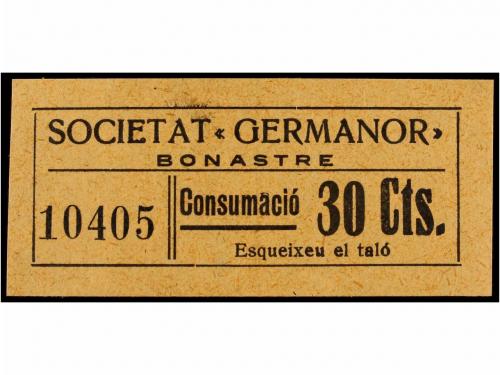 SOCIETAT « GERMANOR»
BONASTRE
10405
Consumació 30 Cts.
Esqueixeu el taló